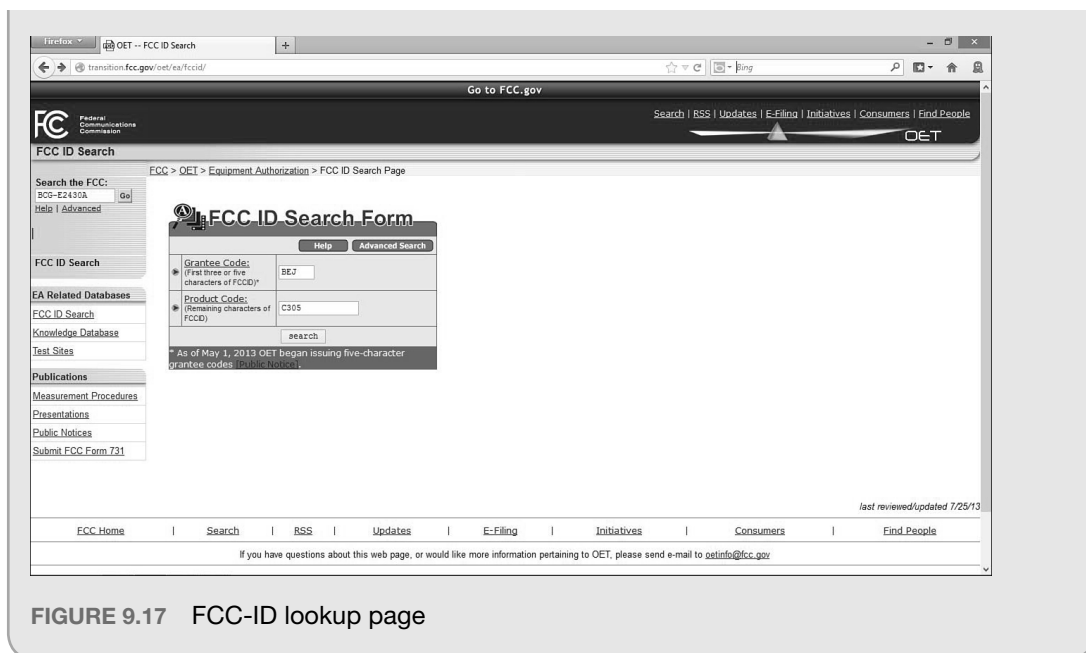 Firefox
OET -- FCC ID Search
+
transition.fcc.gov/oet/ea/fccid/
Bing
Go to FCC.gov
FC
Federal
Communications
Commission
Search | RSS | Updates | E-Filing | Initiatives | Consumers | Find People
OET
FCC ID Search
FCC > OET > Equipment Authorization > FCC ID Search Page
Search the FCC:
BCG-E2430A Go
Help | Advanced
FCC ID Search
EA Related Databases
FCC ID Search
Knowledge Database
Test Sites
Publications
Measurement Procedures
Presentations
Public Notices
Submit FCC Form 731
FCC ID Search Form
Help Advanced Search
Grantee Code:
(First three or five
characters of FCCID)*
BEJ
Product Code:
(Remaining characters of
FCCID)
C305
search
* As of May 1, 2013 OET began issuing five-character
grantee codes [Public Notice].
last reviewed/updated 7/25/13
FCC Home | Search | RSS | Updates | E-Filing | Initiatives | Consumers | Find People
If you have questions about this web page, or would like more information pertaining to OET, please send e-mail to oetinfo@fcc.gov
FIGURE 9.17 FCC-ID lookup page